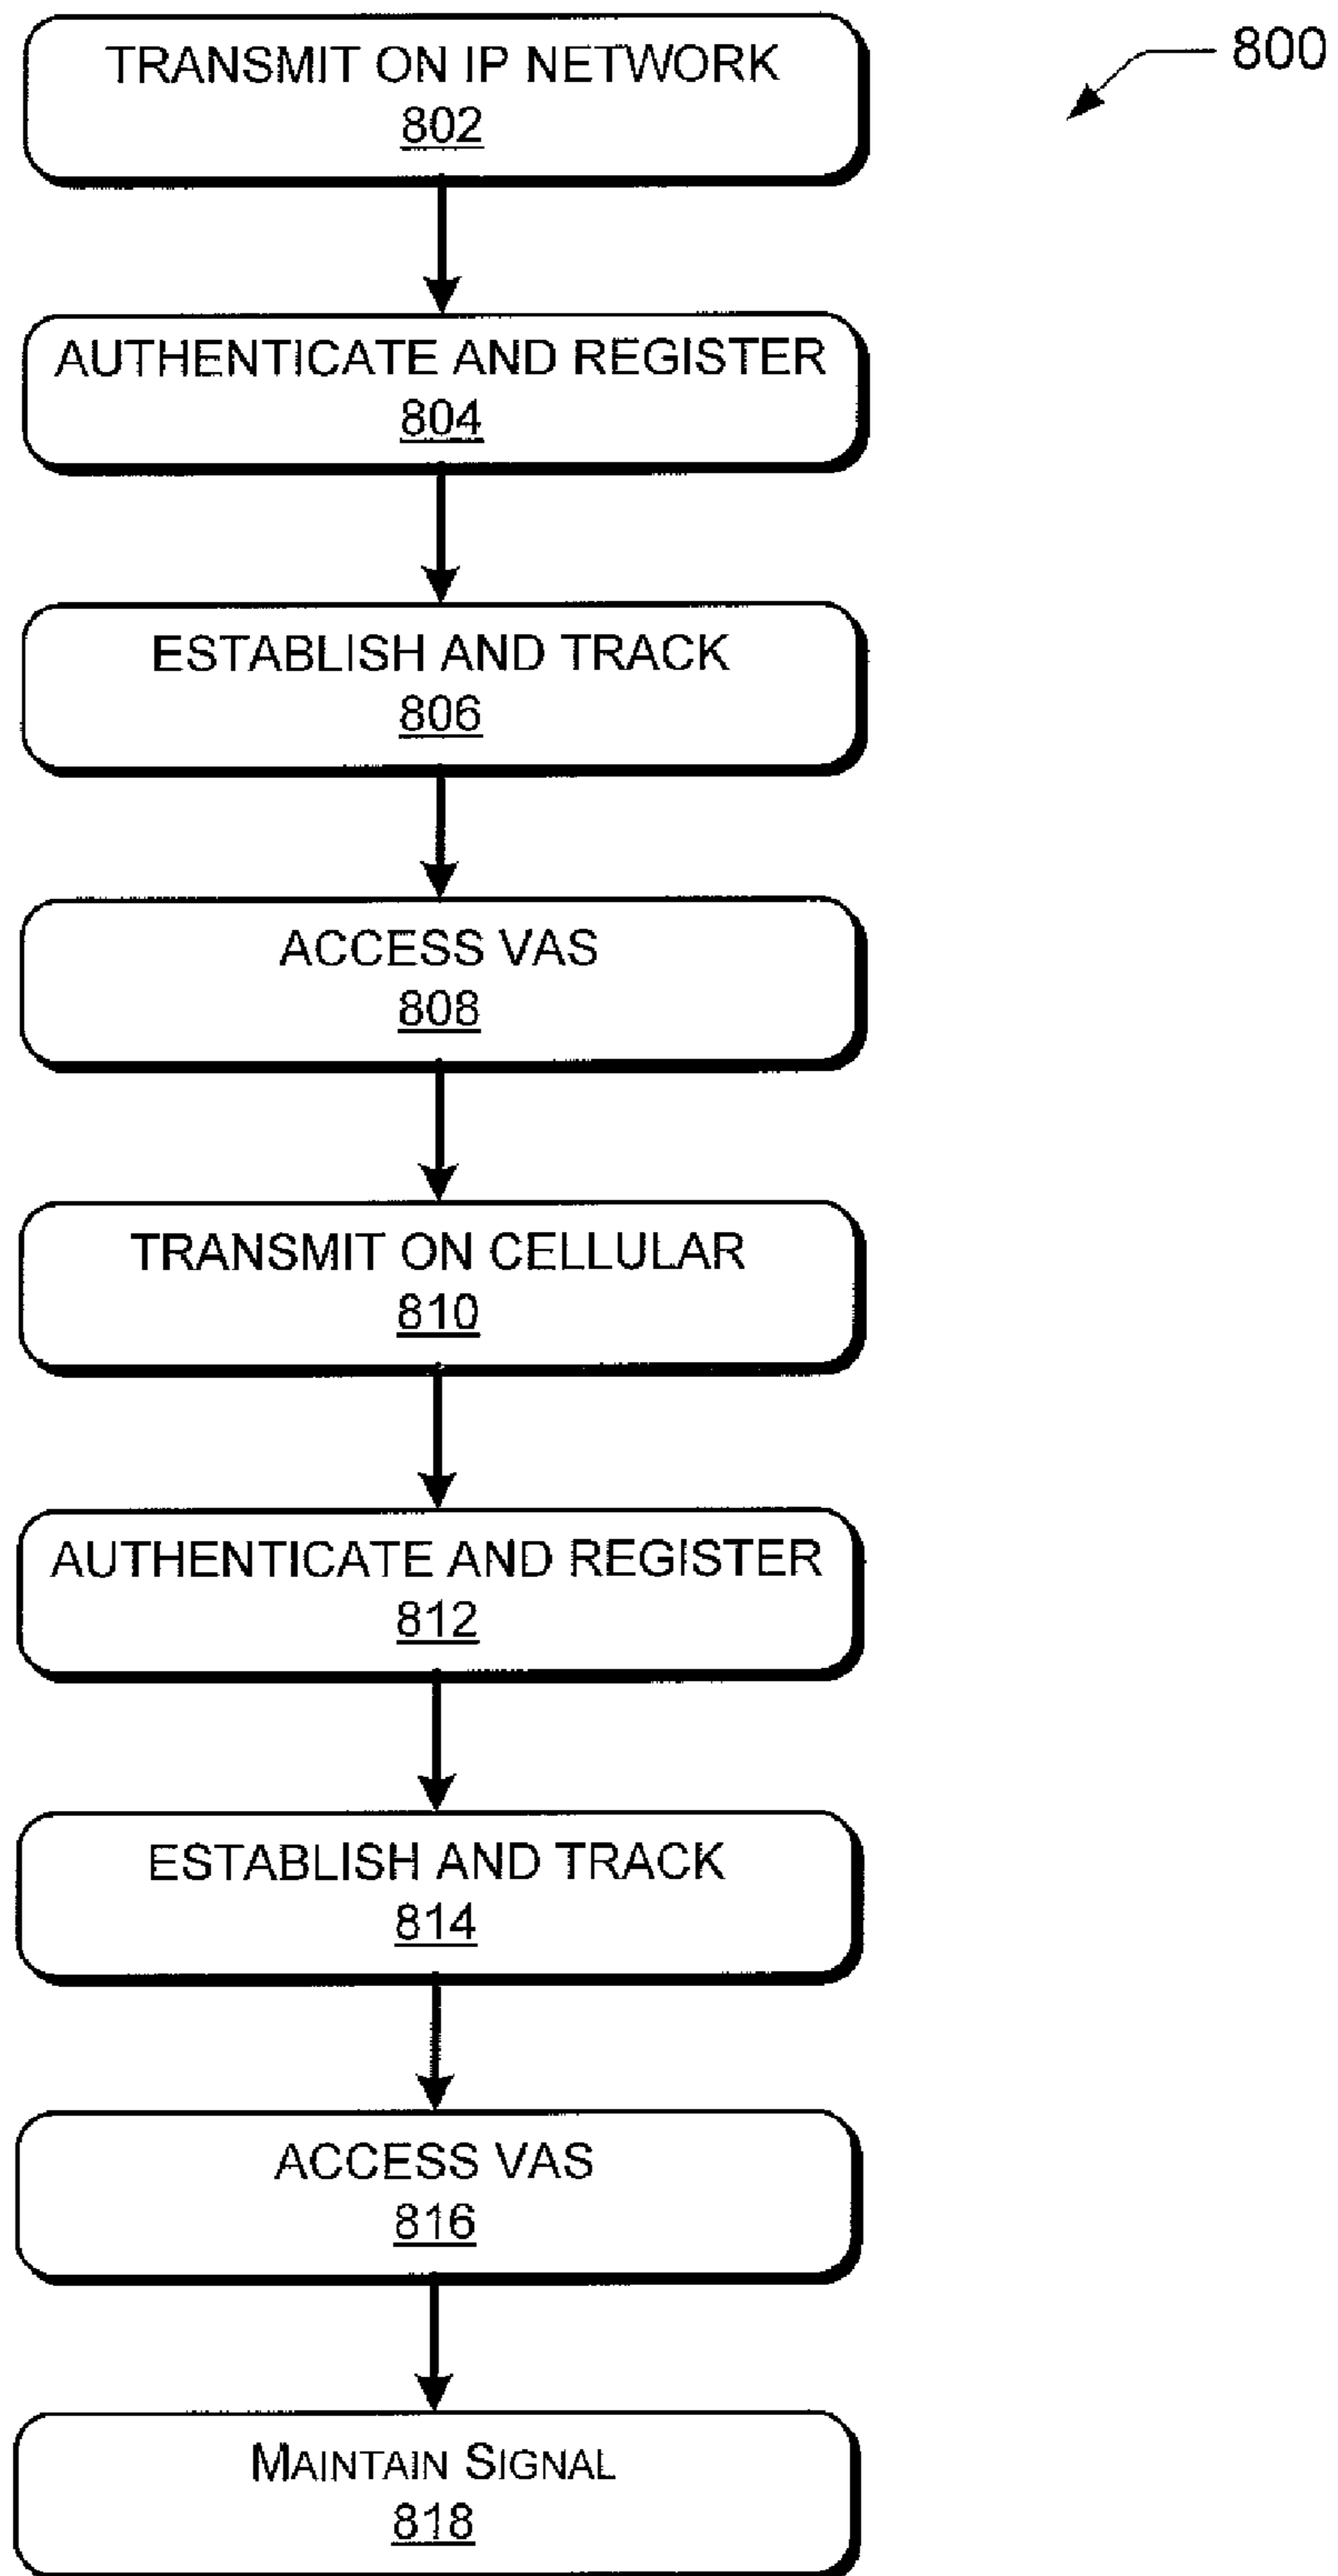 TRANSMIT ON IP NETWORK
802
800
AUTHENTICATE AND REGISTER
804
ESTABLISH AND TRACK
806
ACCESS VAS
808
TRANSMIT ON CELLULAR
810
AUTHENTICATE AND REGISTER
812
ESTABLISH AND TRACK
814
ACCESS VAS
816
MAINTAIN SIGNAL
818